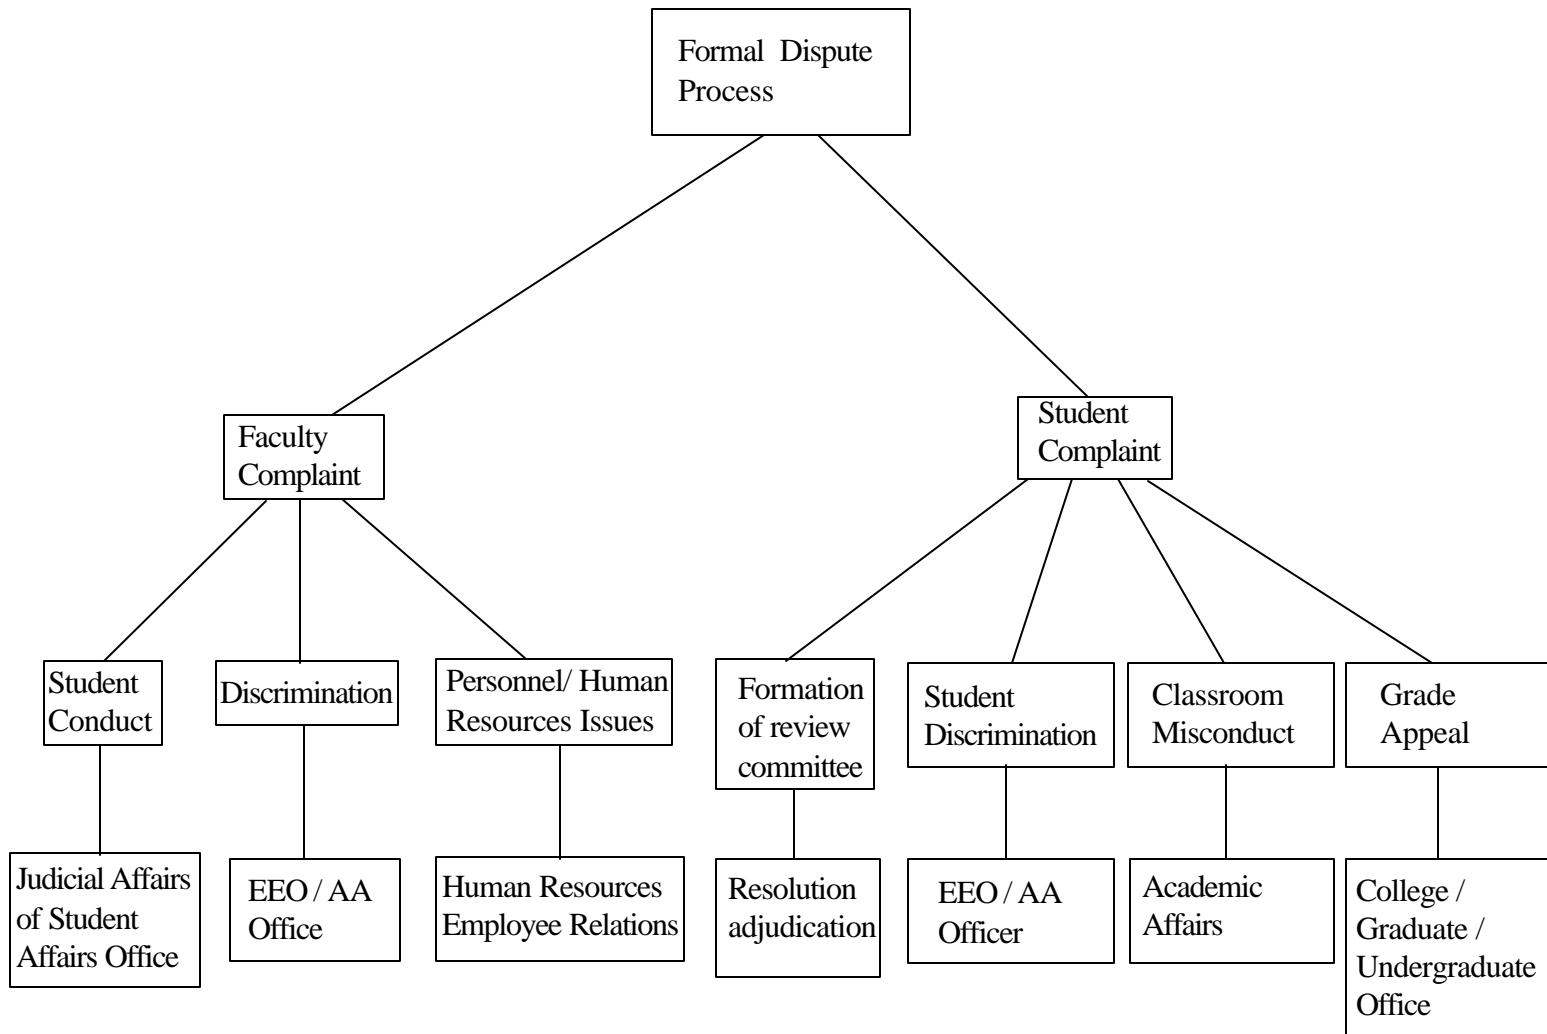 Formal Dispute
Process
Faculty
Complaint
Student
Complaint
Student
Conduct
Discrimination
Personnel/ Human
Resources Issues
Formation
of review
committee
Student
Discrimination
Classroom
Misconduct
Grade
Appeal
Judicial Affairs
of Student
Affairs Office
EEO / AA
Office
Human Resources
Employee Relations
Resolution
adjudication
EEO / AA
Officer
Academic
Affairs
College /
Graduate /
Undergraduate
Office